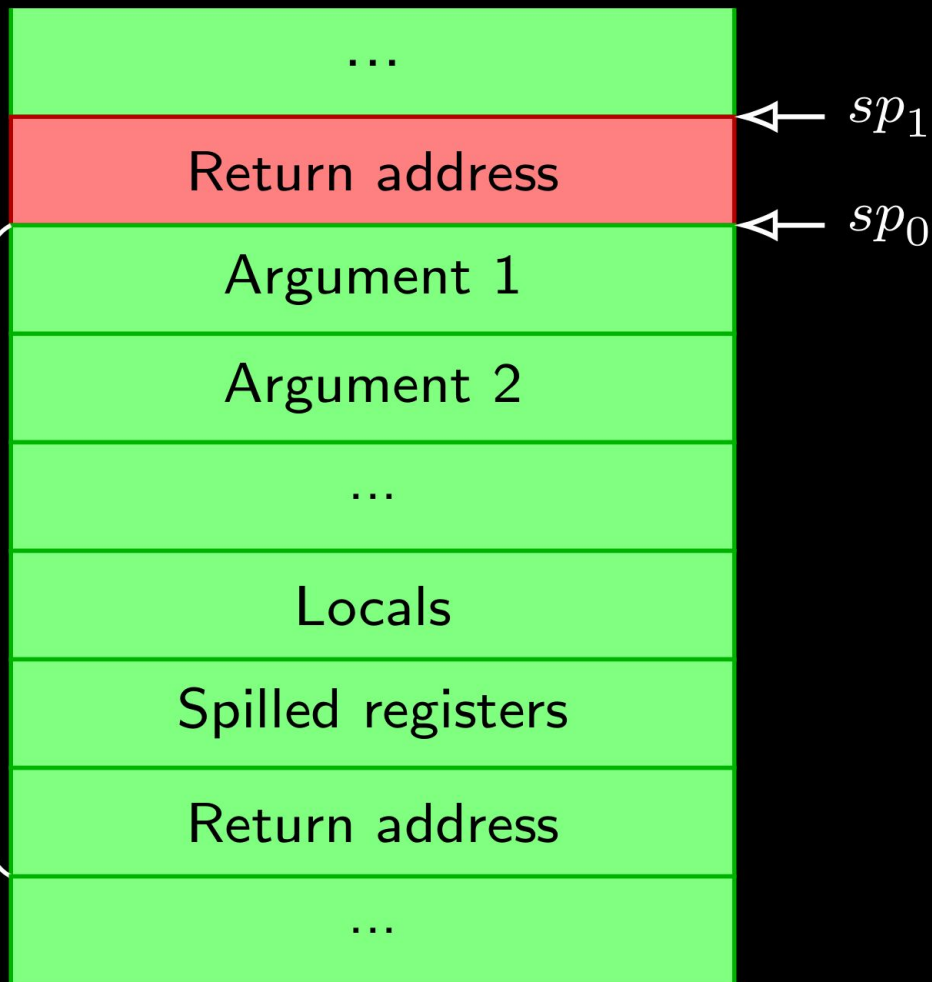 ...
sp₁
Return address
sp₀
Argument 1
Argument 2
...
Locals
Spilled registers
Return address
...